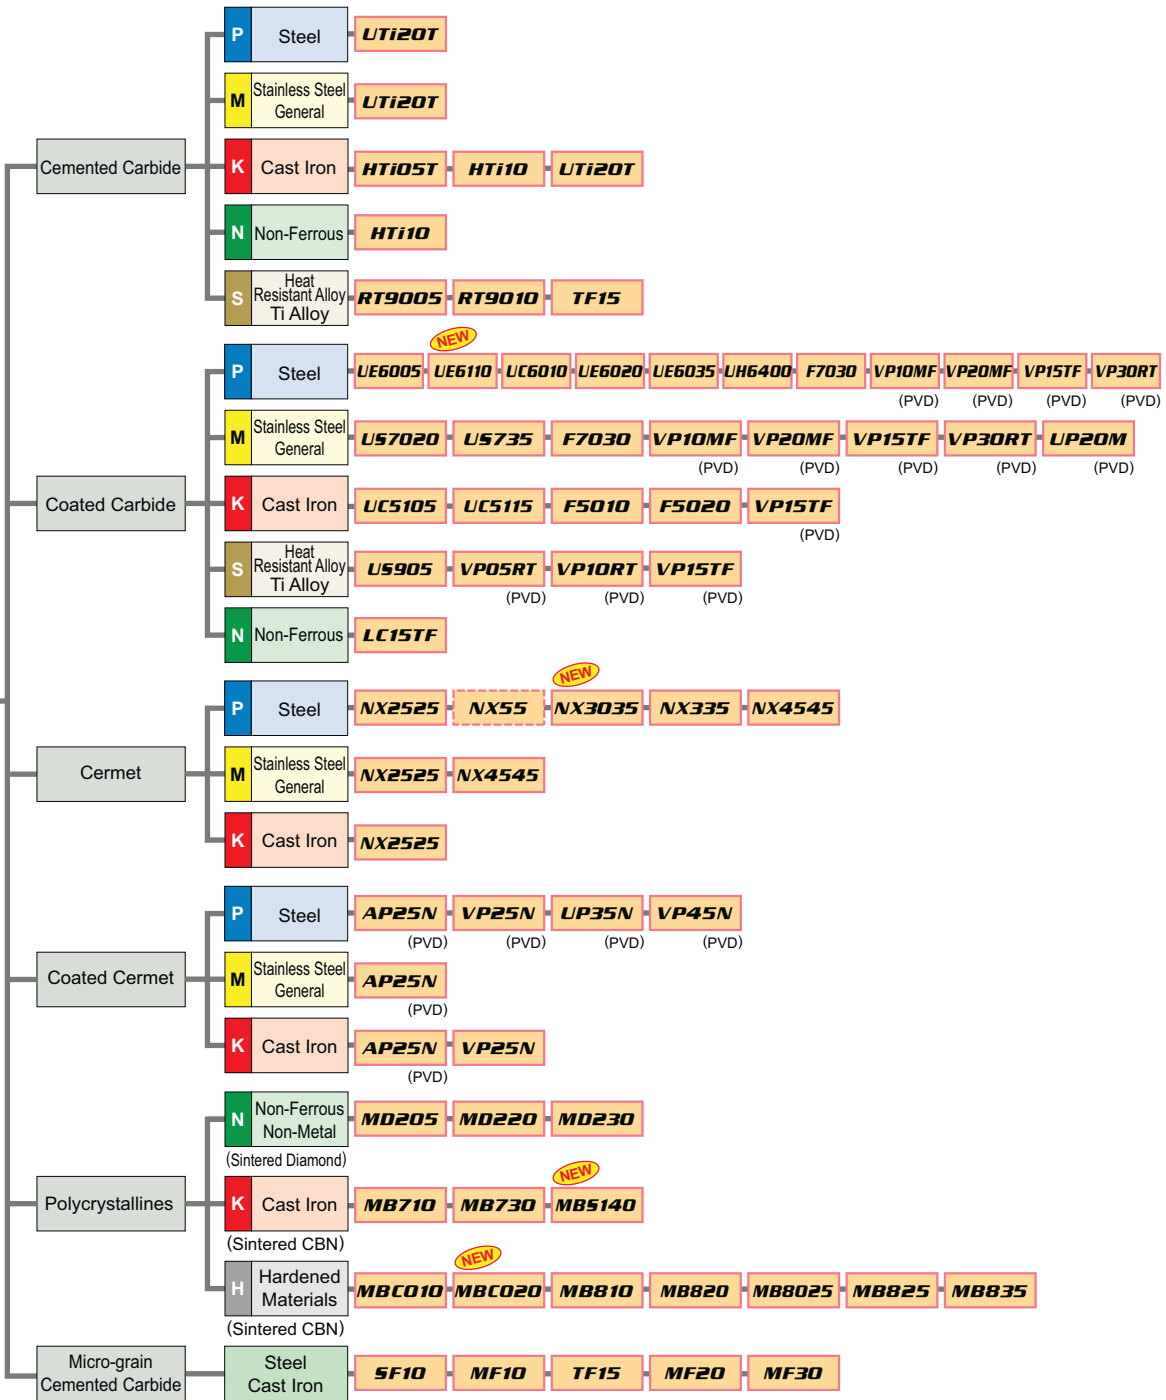 P Steel UTi20T
M Stainless Steel General UTi20T
Cemented Carbide
K Cast Iron HTi05T HTi10 UTi20T
N Non-Ferrous HTi10
S Heat Resistant Alloy Ti Alloy RT9005 RT9010 TF15
NEW
P Steel UE6005 UE6110 UC6010 UE6020 UE6035 UH6400 F7030 VP10MF VP20MF VP15TF VP30RT
(PVD) (PVD) (PVD) (PVD)
M Stainless Steel General US7020 US735 F7030 VP10MF VP20MF VP15TF VP30RT UP20M
(PVD) (PVD) (PVD) (PVD) (PVD)
Coated Carbide
K Cast Iron UC5105 UC5115 F5010 F5020 VP15TF
(PVD)
S Heat Resistant Alloy Ti Alloy US905 VP05RT VP10RT VP15TF
(PVD) (PVD) (PVD)
N Non-Ferrous LC15TF
NEW
P Steel NX2525 NX55 NX3035 NX335 NX4545
Cermet
M Stainless Steel General NX2525 NX4545
K Cast Iron NX2525
P Steel AP25N VP25N UP35N VP45N
(PVD) (PVD) (PVD) (PVD)
Coated Cermet
M Stainless Steel General AP25N
(PVD)
K Cast Iron AP25N VP25N
(PVD)
N Non-Ferrous Non-Metal MD205 MD220 MD230
(Sintered Diamond)
NEW
Polycrystallines
K Cast Iron MB710 MB730 MBS140
(Sintered CBN)
NEW
H Hardened Materials MBC010 MBC020 MB810 MB820 MB8025 MB825 MB835
(Sintered CBN)
Micro-grain Cemented Carbide
Steel Cast Iron SF10 MF10 TF15 MF20 MF30